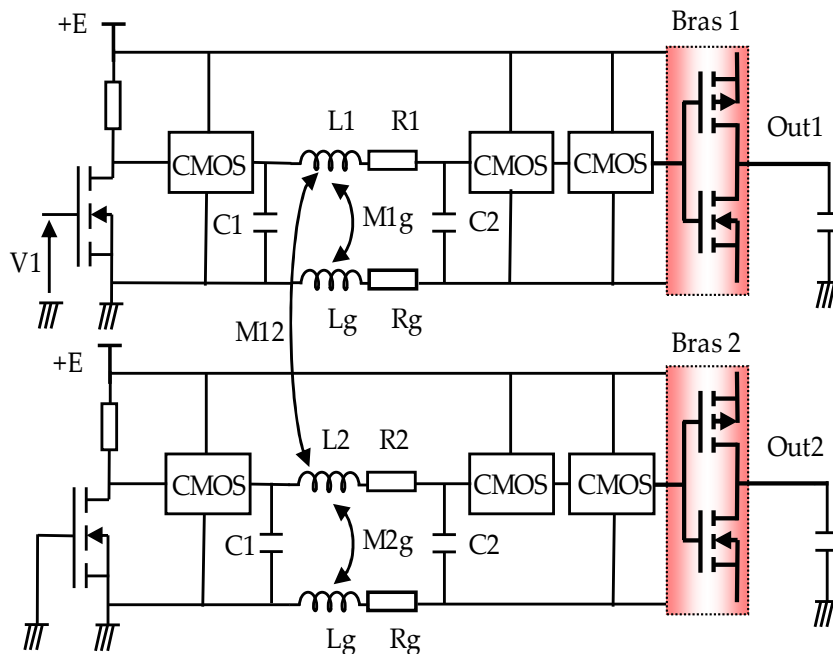 Bras 1
+E
L1 R1
Out1
CMOS
CMOS
CMOS
C1
M1g
C2
V1
Lg Rg
M12
Bras 2
+E
L2 R2
Out2
CMOS
CMOS
CMOS
C1
M2g
C2
Lg Rg